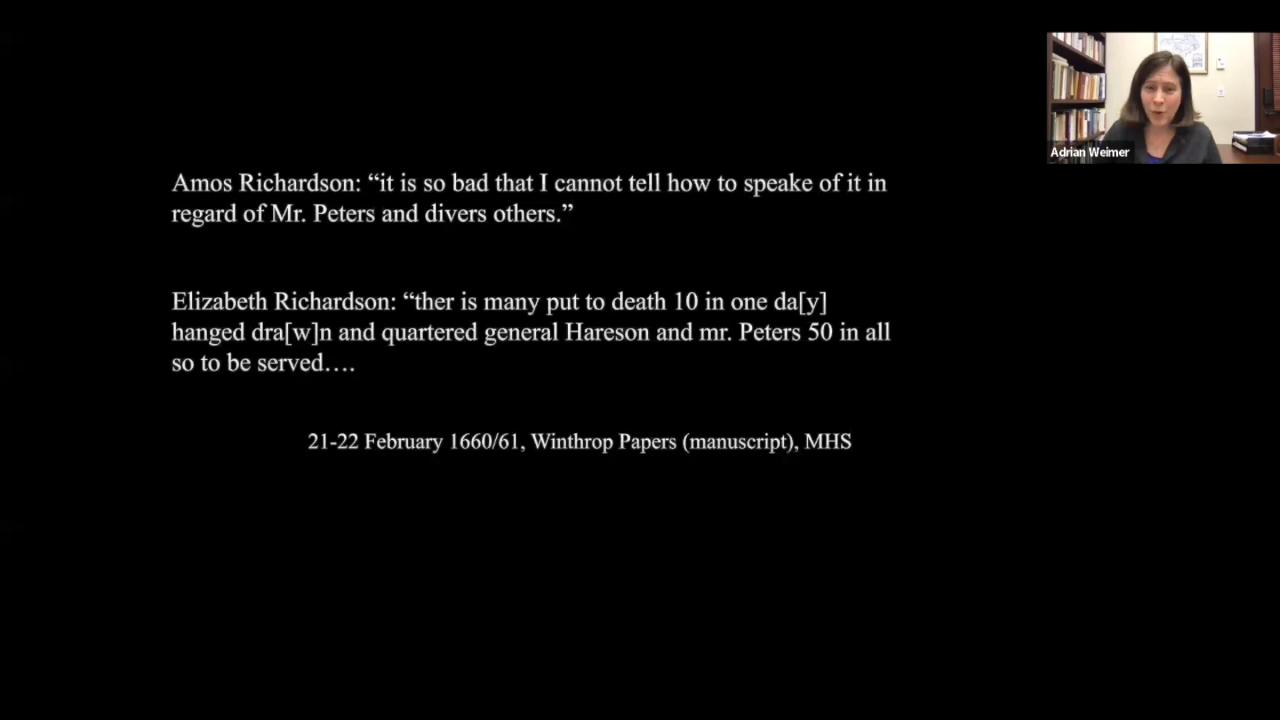 Amos Richardson: “it is so bad that I cannot tell how to speake of it in
regard of Mr. Peters and divers others.”
Elizabeth Richardson: “ther is many put to death 10 in one da[y]
hanged dra[w]n and quartered general Hareson and mr. Peters 50 in all
so to be served….
21-22 February 1660/61, Winthrop Papers (manuscript), MHS
Adrian Weimer